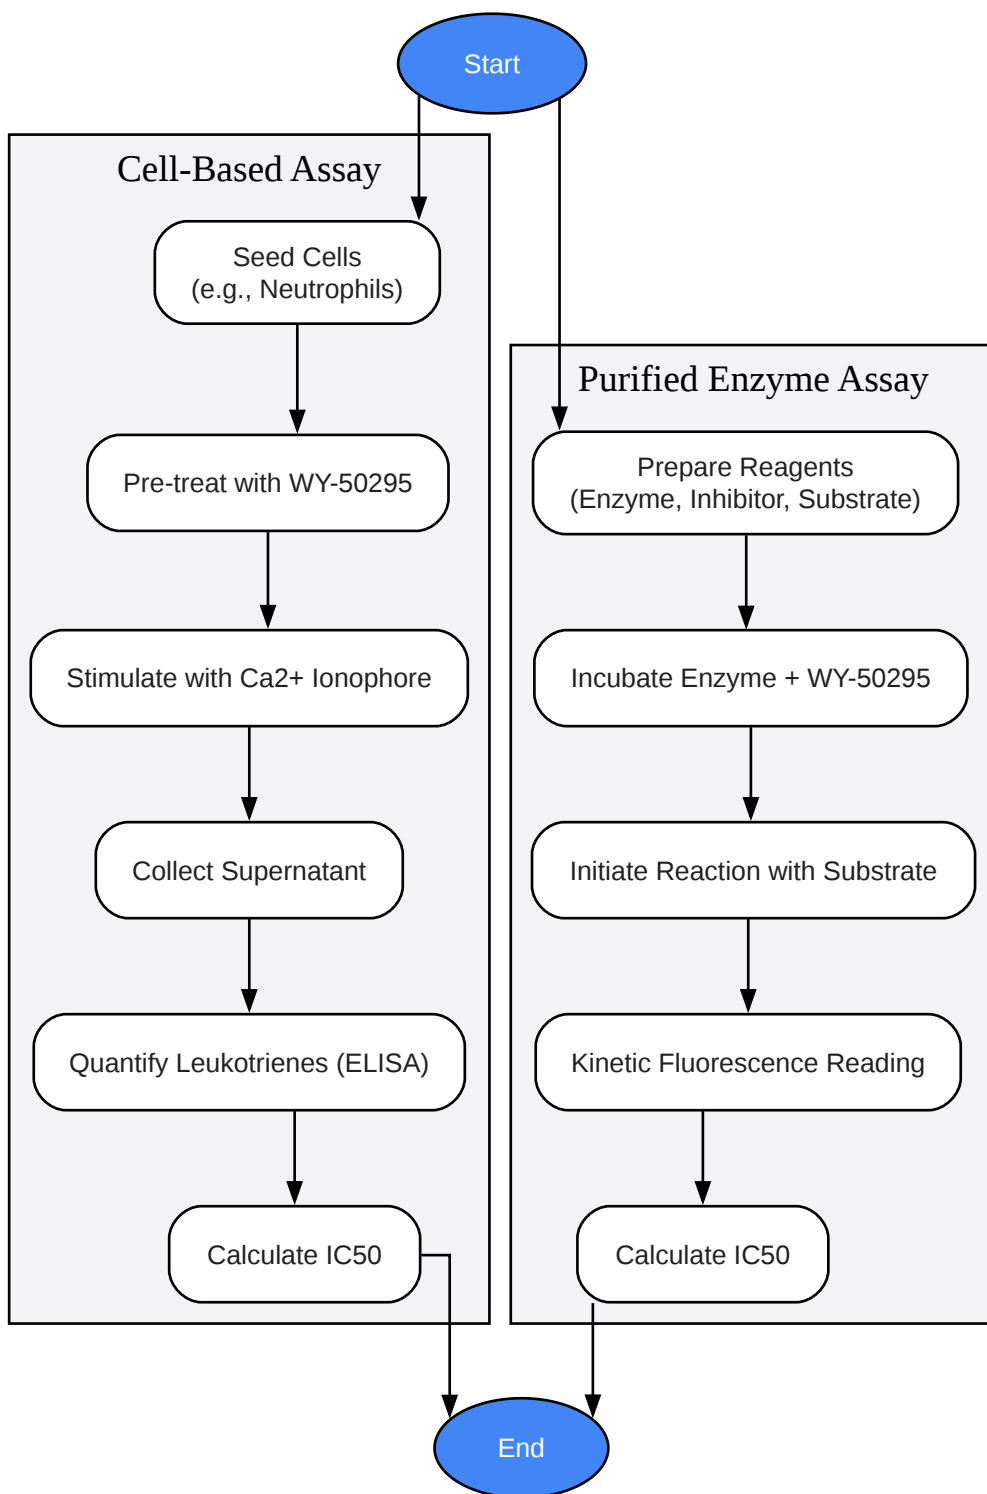 Start
Cell-Based Assay
Seed Cells
(e.g., Neutrophils)
Pre-treat with WY-50295
Stimulate with Ca2+ Ionophore
Collect Supernatant
Quantify Leukotrienes (ELISA)
Calculate IC50
Purified Enzyme Assay
Prepare Reagents
(Enzyme, Inhibitor, Substrate)
Incubate Enzyme + WY-50295
Initiate Reaction with Substrate
Kinetic Fluorescence Reading
Calculate IC50
End